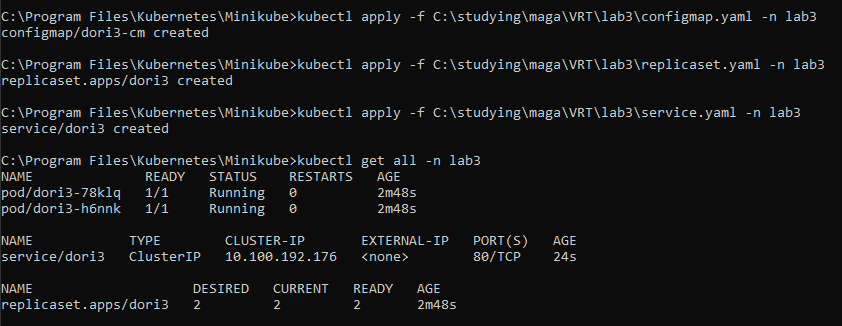 C:\Program Files\Kubernetes\Minikube>kubectl apply -f C:\studying\maga\VRT\lab3\configmap.yaml -n lab3
configmap/dori3-cm created
C:\Program Files\Kubernetes\Minikube>kubectl apply -f C:\studying\maga\VRT\lab3\replicaset.yaml -n lab3
replicaset.apps/dori3 created
C:\Program Files\Kubernetes\Minikube>kubectl apply -f C:\studying\maga\VRT\lab3\service.yaml -n lab3
service/dori3 created
C:\Program Files\Kubernetes\Minikube>kubectl get all -n lab3
NAME READY STATUS RESTARTS AGE
pod/dori3-78klq 1/1 Running 0 2m48s
pod/dori3-h6nnk 1/1 Running 0 2m48s
NAME TYPE CLUSTER-IP EXTERNAL-IP PORT(S) AGE
service/dori3 ClusterIP 10.100.192.176 <none> 80/TCP 24s
NAME DESIRED CURRENT READY AGE
replicaset.apps/dori3 2 2 2 2m48s